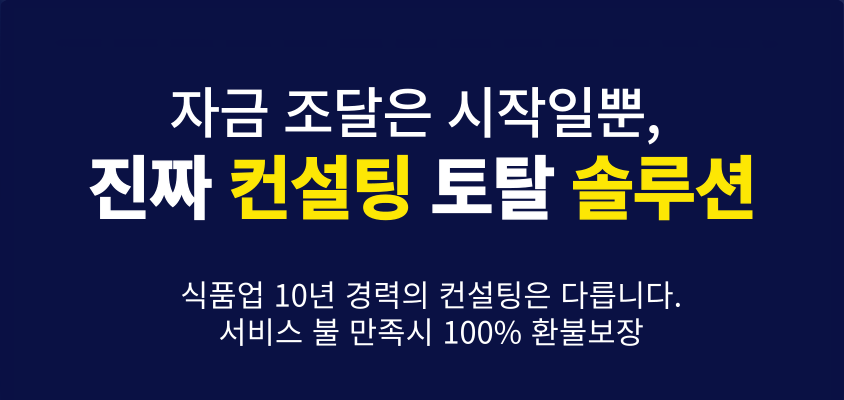 자금 조달은 시작일뿐,
진짜 컨설팅 토탈 솔루션
식품업 10년 경력의 컨설팅은 다릅니다.
서비스 불 만족시 100% 환불보장